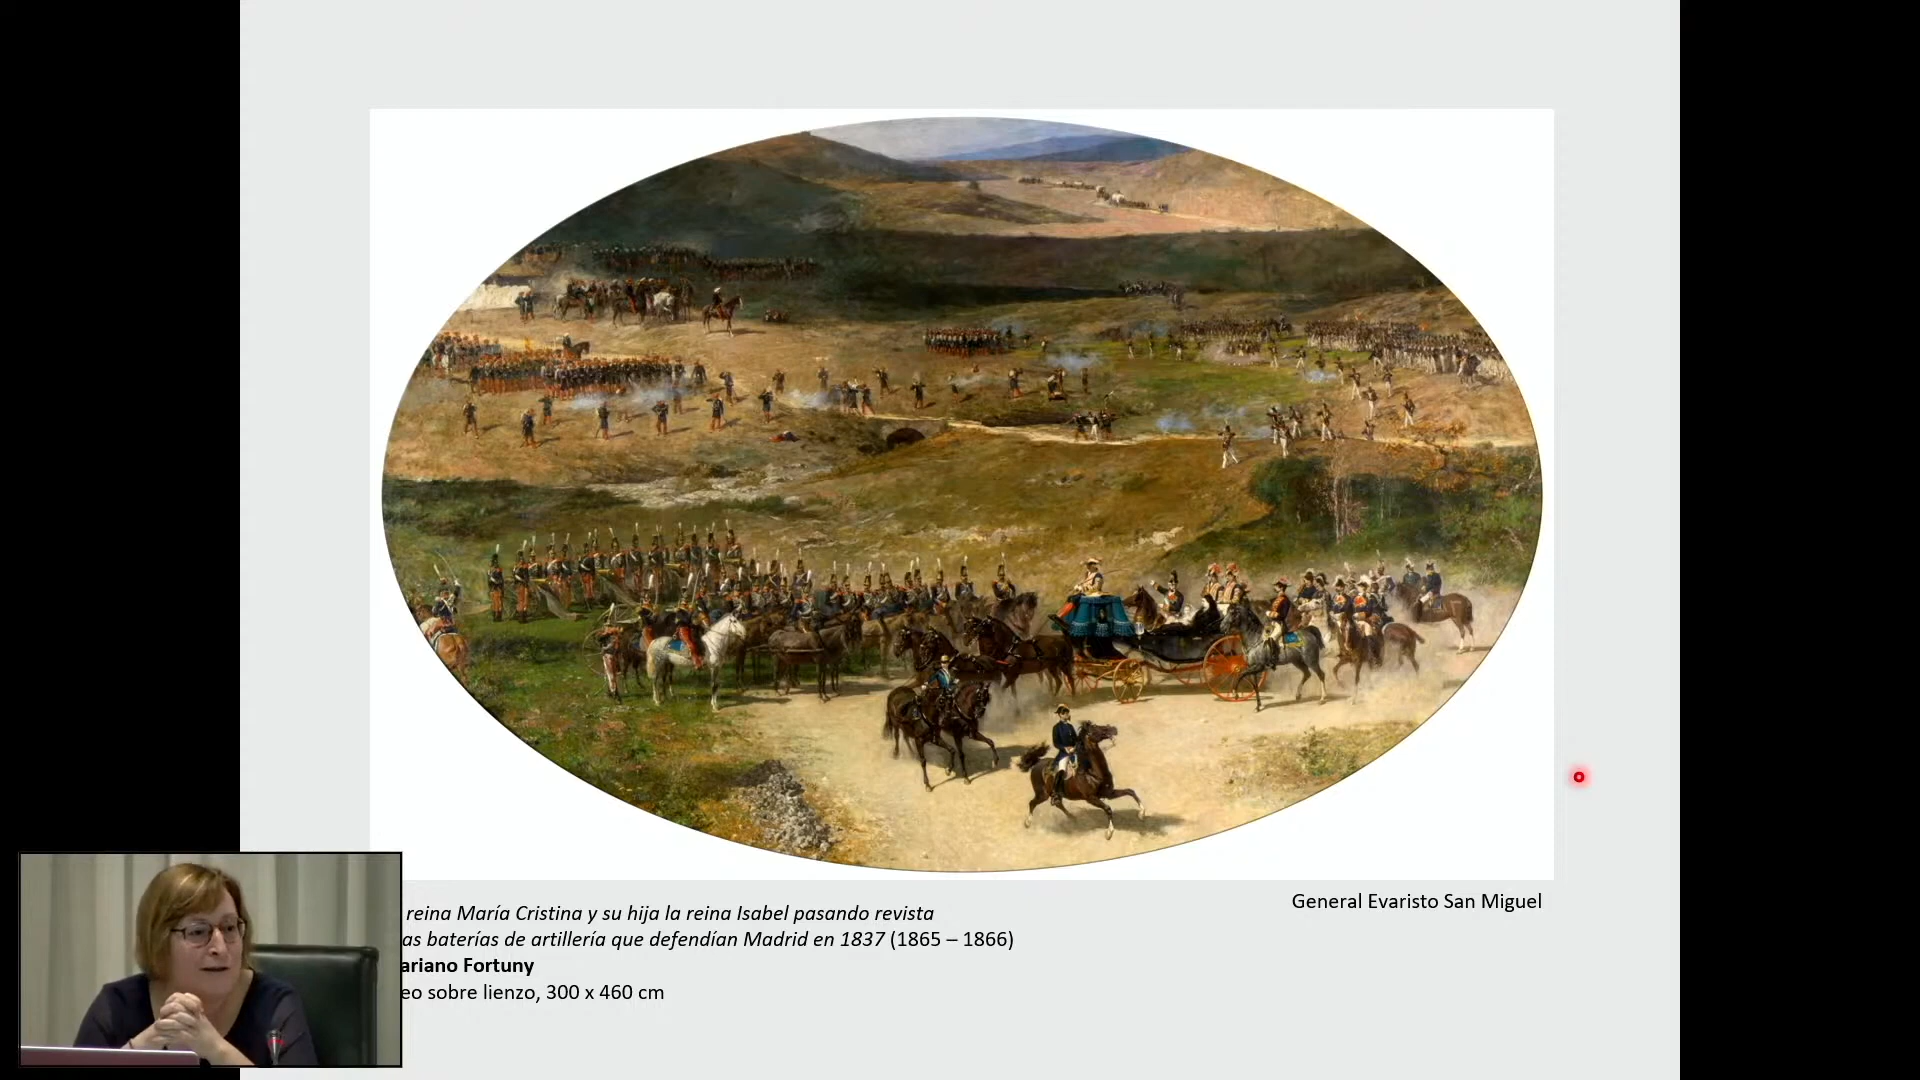 reina María Cristina y su hija la reina Isabel pasando revista
as baterías de artillería que defendían Madrid en 1837 (1865 – 1866)
ariano Fortuny
eo sobre lienzo, 300 x 460 cm
General Evaristo San Miguel